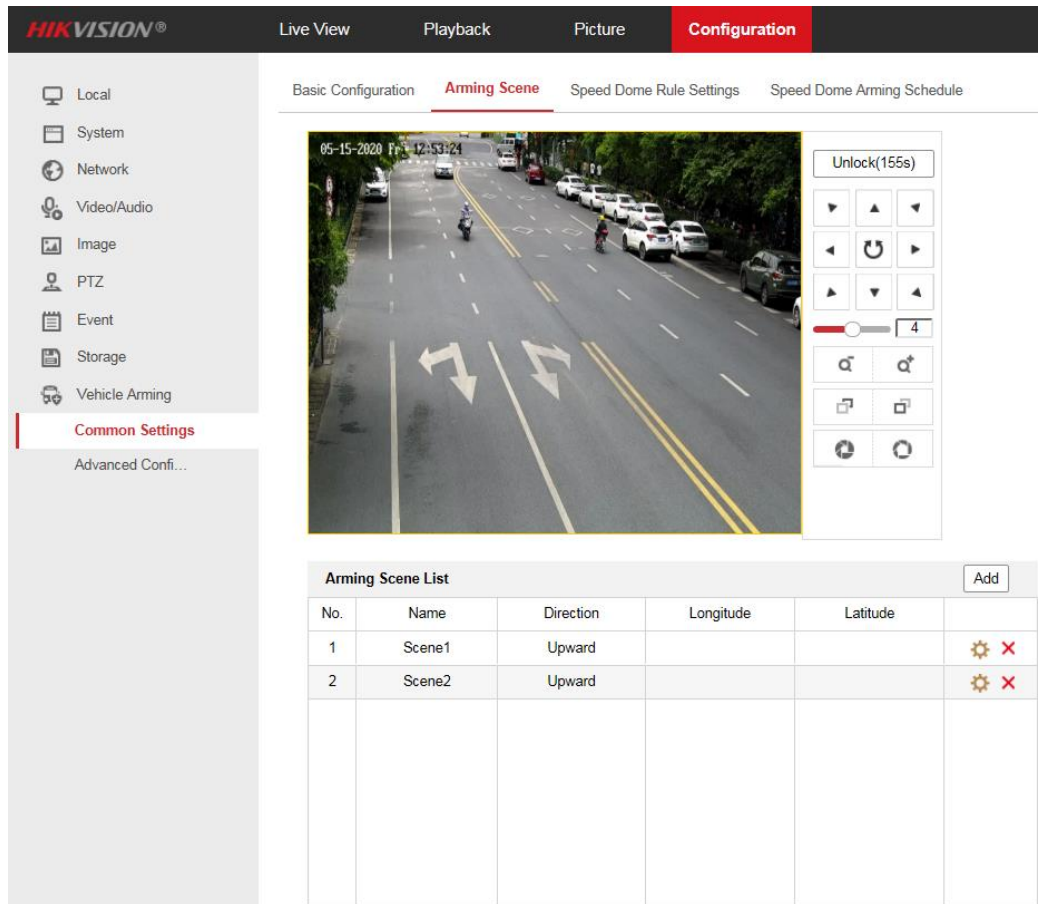 HIKVISION®
Live View Playback Picture Configuration
Local
System
Network
Video/Audio
Image
PTZ
Event
Storage
Vehicle Arming
Common Settings
Advanced Confi...
Basic Configuration Arming Scene Speed Dome Rule Settings Speed Dome Arming Schedule
05-15-2020 Fri 12:53:24
Unlock(155s)
4
Arming Scene List Add
No. Name Direction Longitude Latitude
1 Scene1 Upward
2 Scene2 Upward